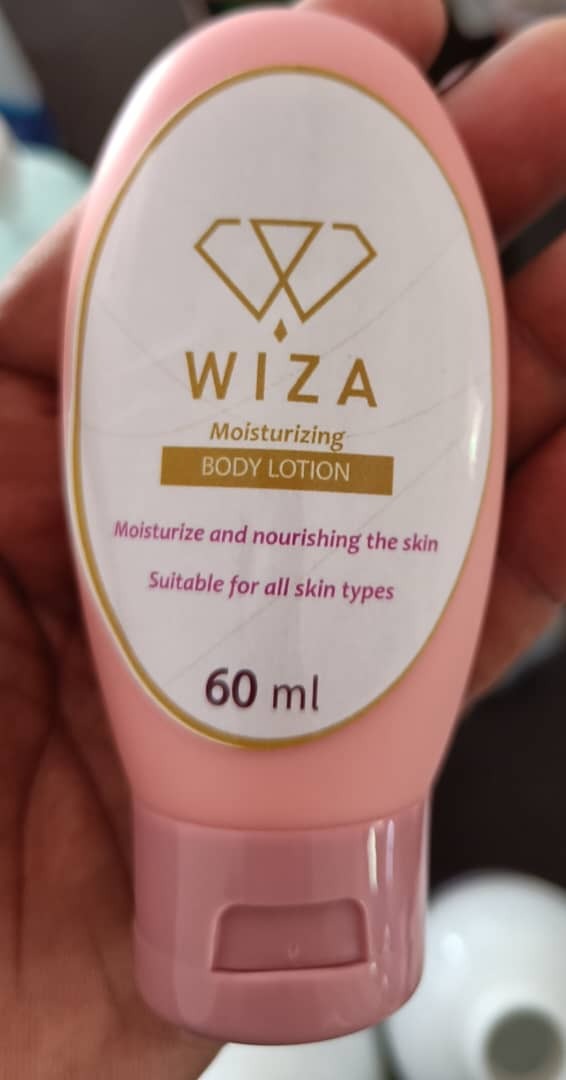 WIZA
Moisturizing
BODY LOTION
Moisturize and nourishing the skin
Suitable for all skin types
60 ml